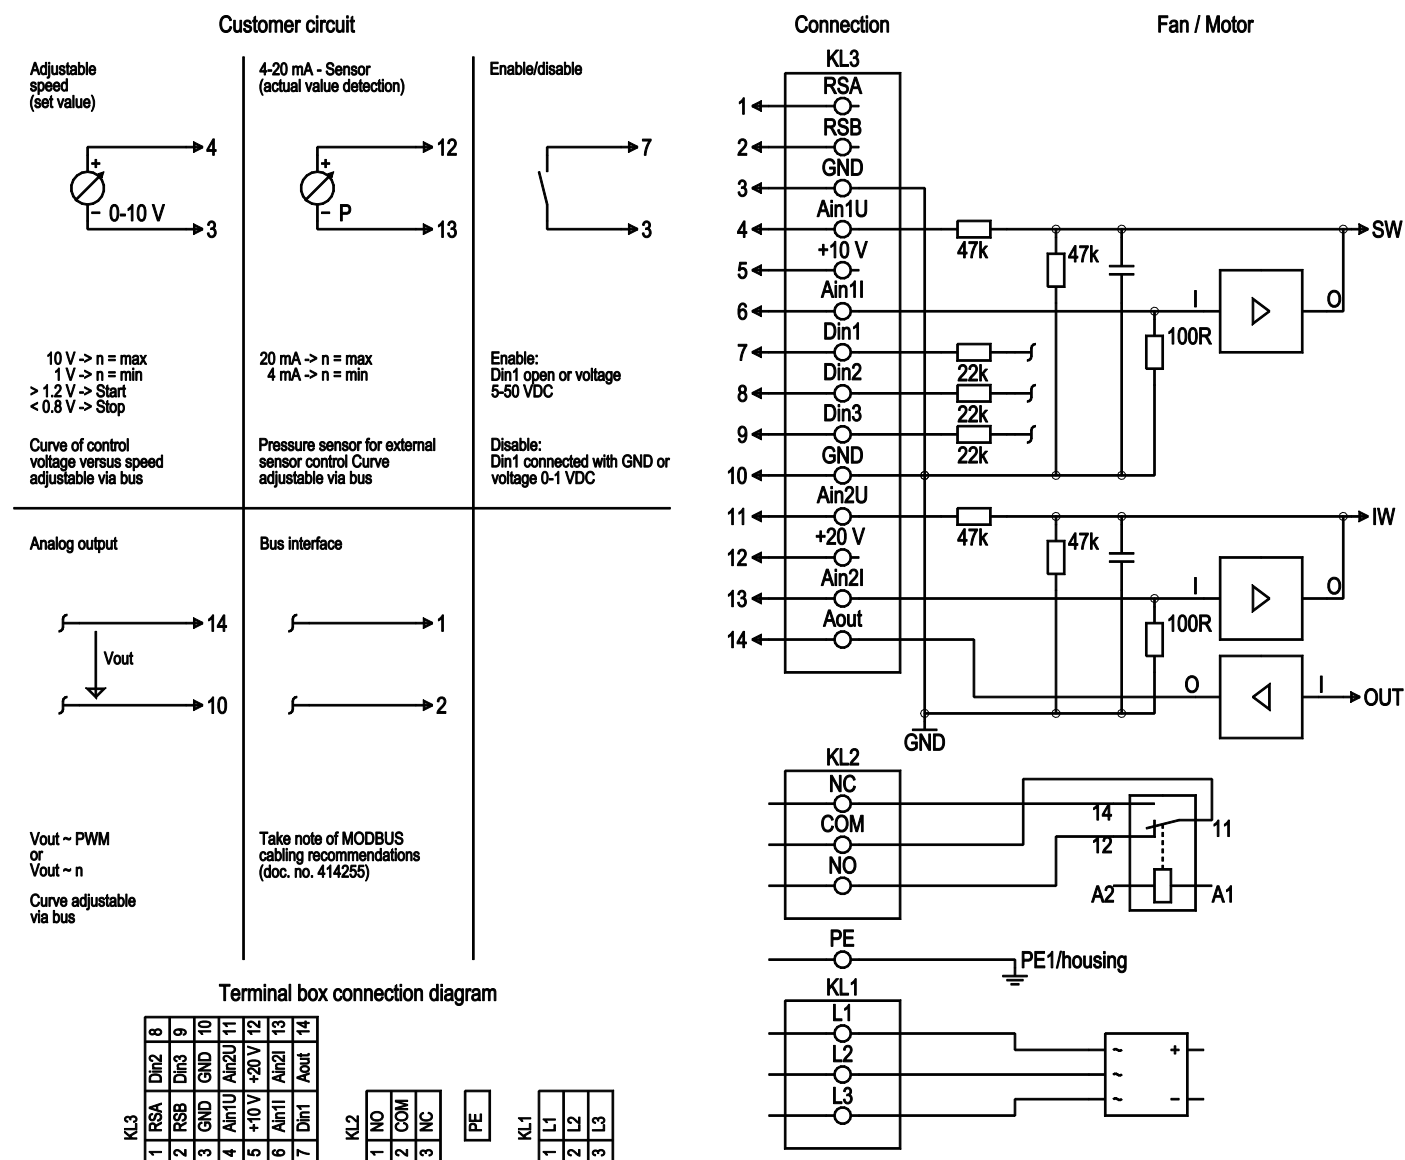 Customer circuit
Connection
Fan / Motor
Adjustable
speed
(set value)
+
4
− 0-10 V
3
10 V -> n = max
1 V -> n = min
> 1.2 V -> Start
< 0.8 V -> Stop
Curve of control
voltage versus speed
adjustable via bus
4-20 mA - Sensor
(actual value detection)
+
12
− P
13
20 mA -> n = max
4 mA -> n = min
Pressure sensor for external
sensor control Curve
adjustable via bus
Enable/disable
7
3
Enable:
Din1 open or voltage
5-50 VDC
Disable:
Din1 connected with GND or
voltage 0-1 VDC
Analog output
14
Vout
10
Vout ~ PWM
or
Vout ~ n
Curve adjustable
via bus
Bus interface
1
2
Take note of MODBUS
cabling recommendations
(doc. no. 414255)
KL3
RSA
1
RSB
2
GND
3
Ain1U
4
47k
47k
SW
+10 V
5
Ain1I
6
I
O
100R
Din1
7
22k
Din2
8
22k
Din3
9
22k
GND
10
Ain2U
11
47k
47k
IW
+20 V
12
Ain2I
13
I
O
100R
Aout
14
O
I
OUT
GND
KL2
NC
14
COM
11
12
NO
A2
A1
PE
PE1/housing
KL1
L1
~
+
L2
~
L3
~
−
Terminal box connection diagram
KL3
1 RSA Din2 8
2 RSB Din3 9
3 GND GND 10
4 Ain1U Ain2U 11
5 +10 V +20 V 12
6 Ain1I Ain2I 13
7 Din1 Aout 14
KL2
1 NO
2 COM
3 NC
PE
KL1
1 L1
2 L2
3 L3